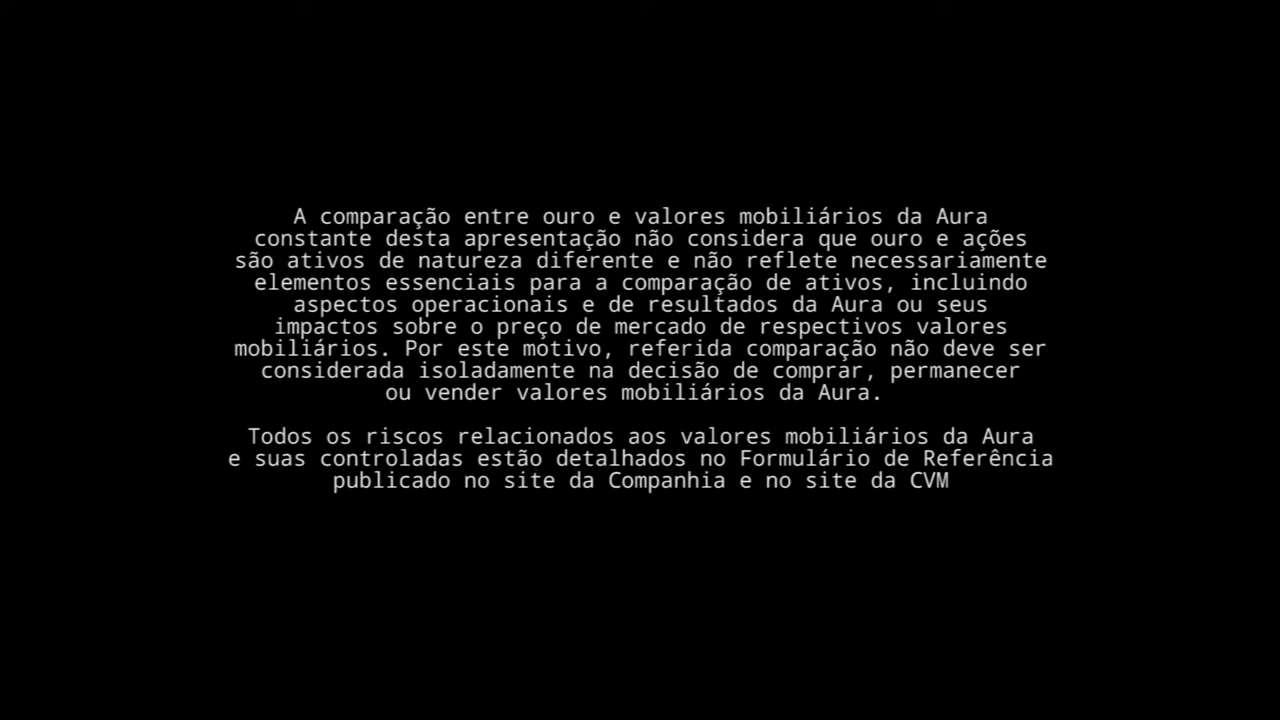 A comparação entre ouro e valores mobiliários da Aura
constante desta apresentação não considera que ouro e ações
são ativos de natureza diferente e não reflete necessariamente
elementos essenciais para a comparação de ativos, incluindo
aspectos operacionais e de resultados da Aura ou seus
impactos sobre o preço de mercado de respectivos valores
mobiliários. Por este motivo, referida comparação não deve ser
considerada isoladamente na decisão de comprar, permanecer
ou vender valores mobiliários da Aura.
Todos os riscos relacionados aos valores mobiliários da Aura
e suas controladas estão detalhados no Formulário de Referência
publicado no site da Companhia e no site da CVM